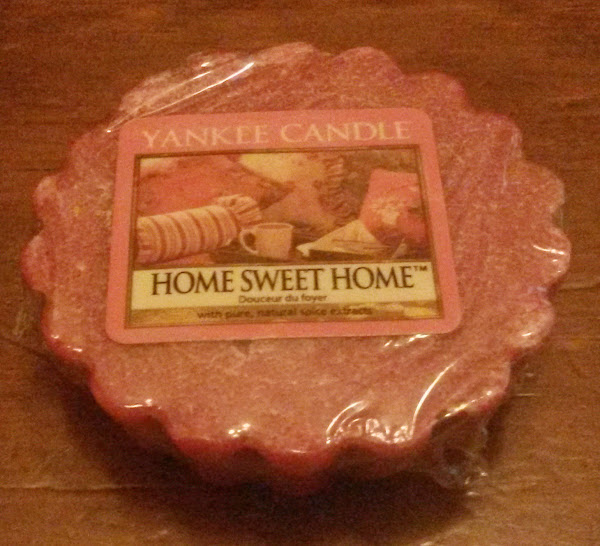 YANKEE CANDLE
HOME SWEET HOME™
Douceur du foyer
with pure, natural spice extracts